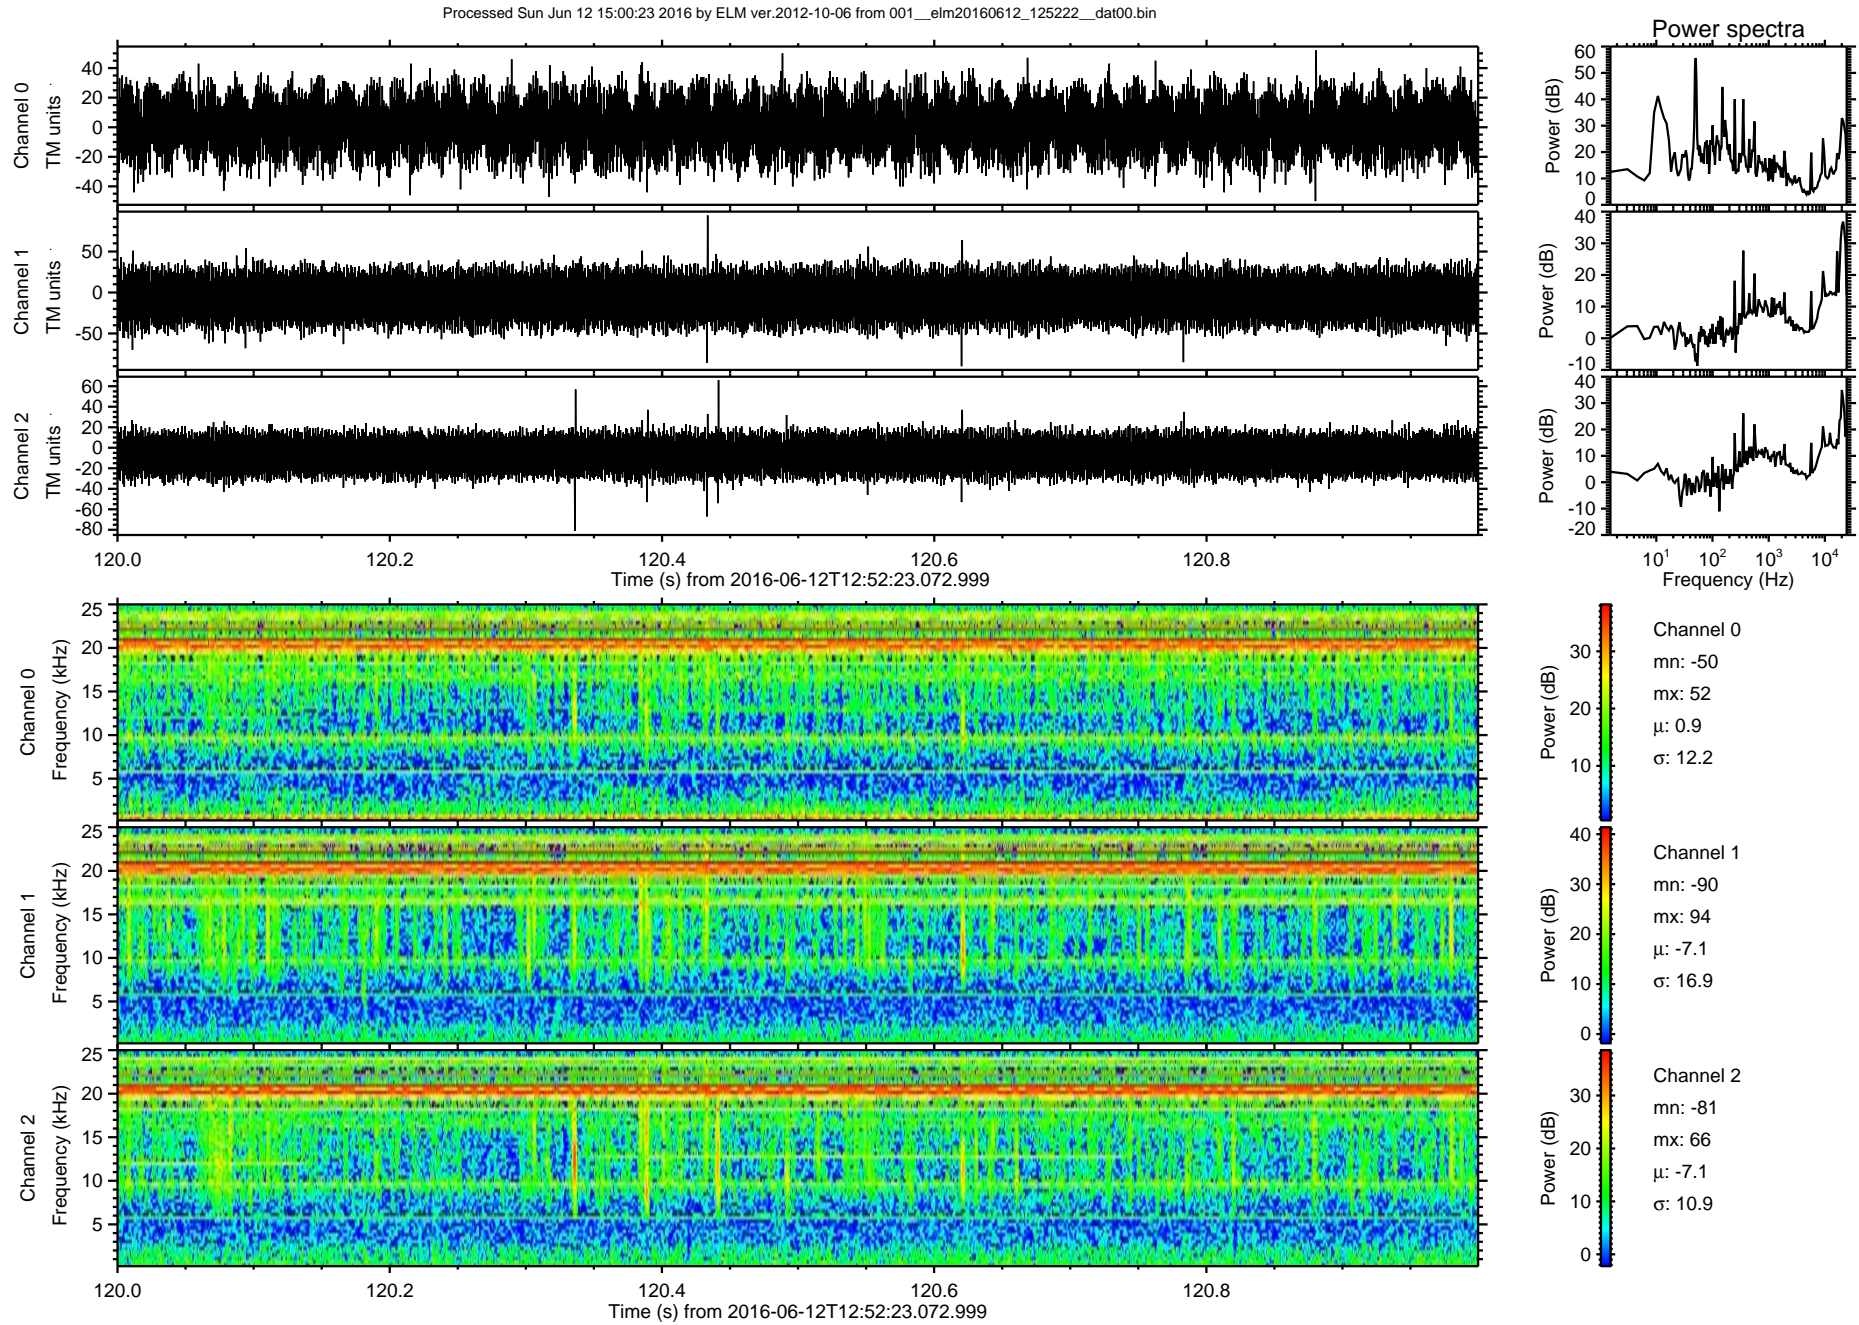 Processed Sun Jun 12 15:00:23 2016 by ELM ver.2012-10-06 from 001__elm20160612_125222__dat00.bin
Power spectra
Channel 0
TM units
40
20
0
-20
-40
Power (dB)
60
50
40
30
20
10
0
Channel 1
TM units
50
0
-50
Power (dB)
40
30
20
10
0
-10
Channel 2
TM units
60
40
20
0
-20
-40
-60
-80
Power (dB)
40
30
20
10
0
-10
-20
120.0 120.2 120.4 120.6 120.8
Time (s) from 2016-06-12T12:52:23.072.999
10¹ 10² 10³ 10⁴
Frequency (Hz)
Channel 0
Frequency (kHz)
25
20
15
10
5
Power (dB)
30
20
10
Channel 0
mn: -50
mx: 52
µ: 0.9
σ: 12.2
Channel 1
Frequency (kHz)
25
20
15
10
5
Power (dB)
40
30
20
10
0
Channel 1
mn: -90
mx: 94
µ: -7.1
σ: 16.9
Channel 2
Frequency (kHz)
25
20
15
10
5
Power (dB)
30
20
10
0
Channel 2
mn: -81
mx: 66
µ: -7.1
σ: 10.9
120.0 120.2 120.4 120.6 120.8
Time (s) from 2016-06-12T12:52:23.072.999